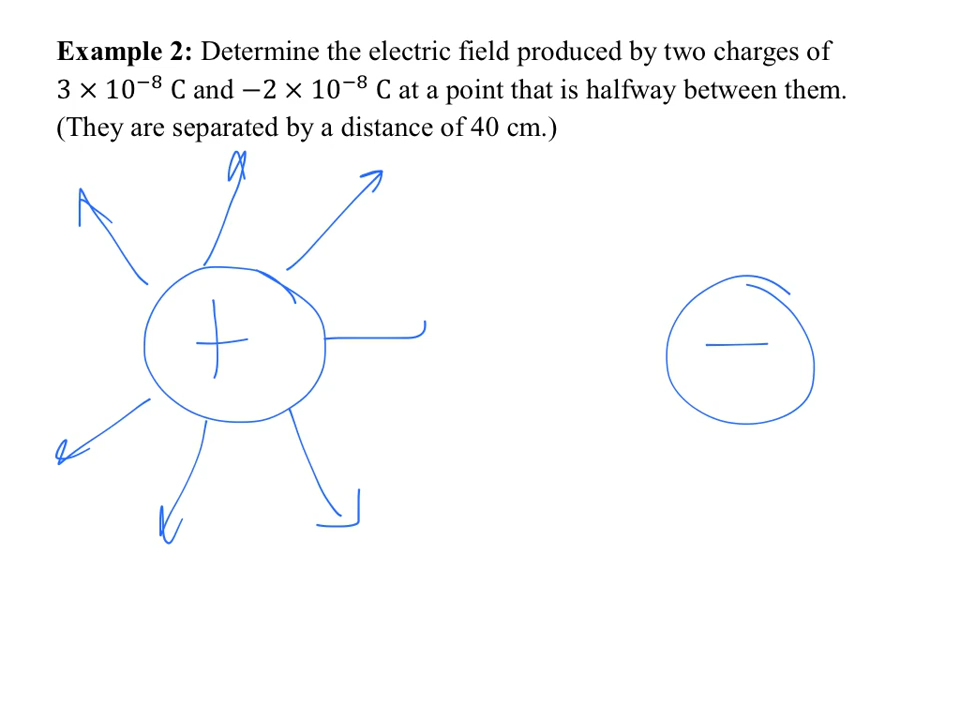 Example 2: Determine the electric field produced by two charges of
3 × 10⁻⁸ C and −2 × 10⁻⁸ C at a point that is halfway between them.
(They are separated by a distance of 40 cm.)
+ −